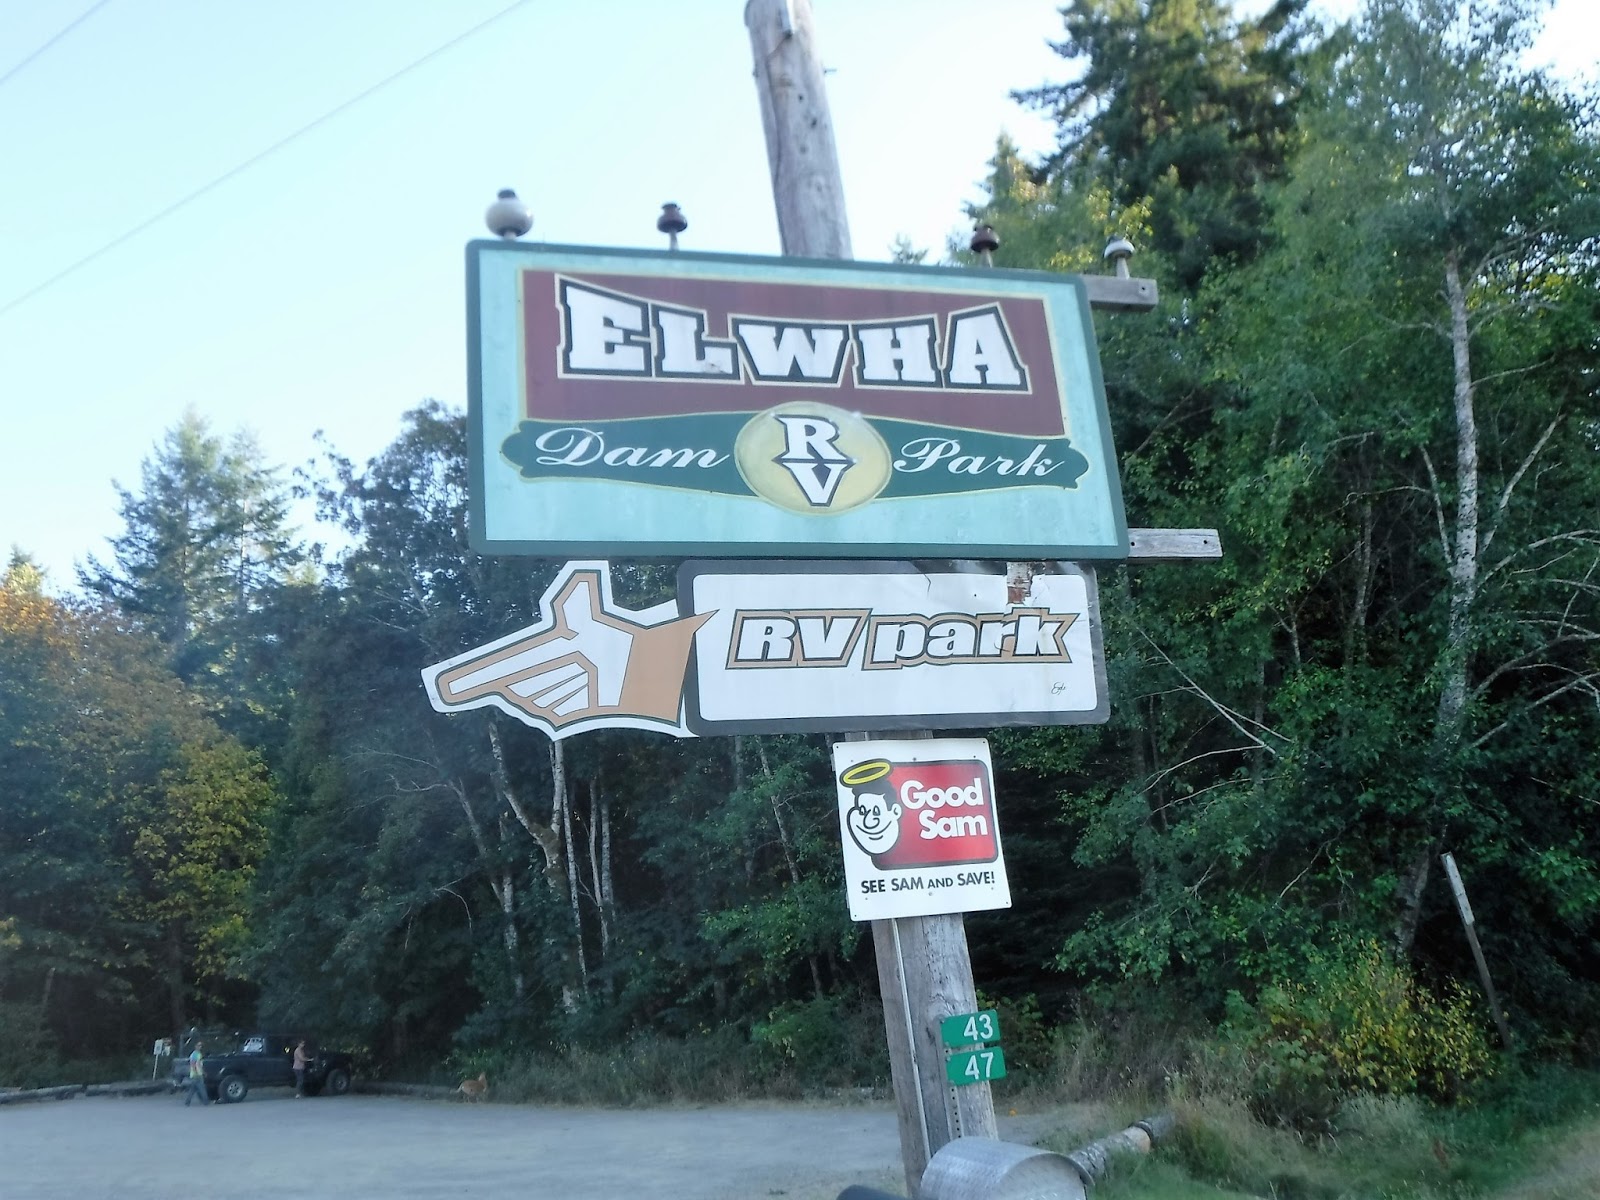 ELWHA
Dam RV Park
RV park
Good
Sam
SEE SAM AND SAVE!
43
47